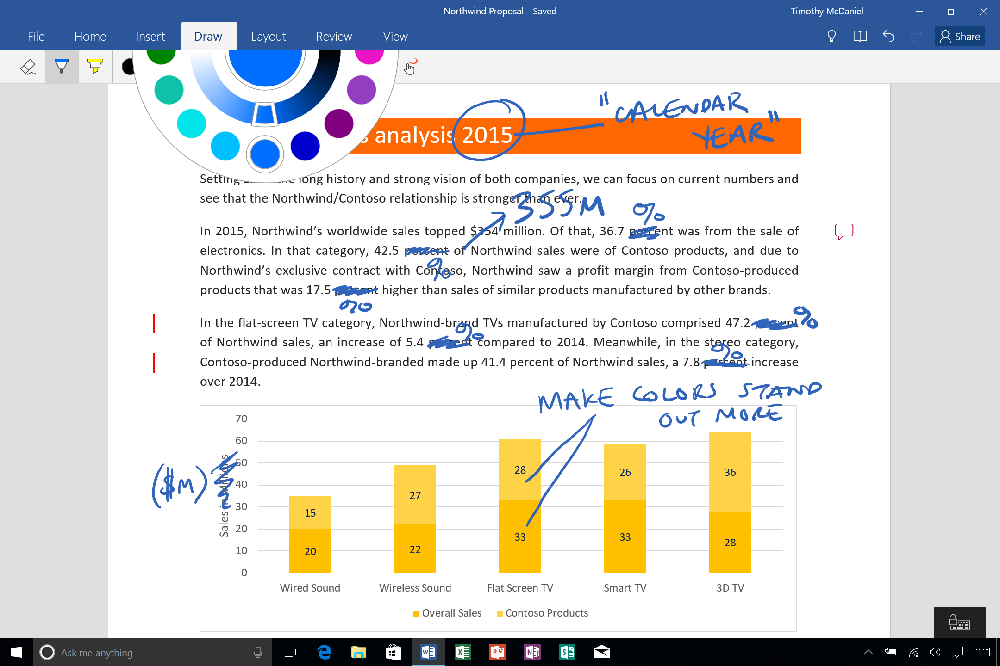 Northwind Proposal – Saved
Timothy McDaniel
File Home Insert Draw Layout Review View
Share
"CALENDAR
YEAR"
analysis 2015
Setting the long history and strong vision of both companies, we can focus on current numbers and
see that the Northwind/Contoso relationship is stronger than ever.
355M
%
In 2015, Northwind’s worldwide sales topped $354 million. Of that, 36.7 percent was from the sale of
electronics. In that category, 42.5 percent of Northwind sales were of Contoso products, and due to
%
Northwind’s exclusive contract with Contoso, Northwind saw a profit margin from Contoso-produced
products that was 17.5 percent higher than sales of similar products manufactured by other brands.
%
%
In the flat-screen TV category, Northwind-brand TVs manufactured by Contoso comprised 47.2 percent
%
of Northwind sales, an increase of 5.4 percent compared to 2014. Meanwhile, in the stereo category,
%
Contoso-produced Northwind-branded made up 41.4 percent of Northwind sales, a 7.8 percent increase
over 2014.
MAKE COLORS STAND
OUT MORE
($M)
Sales in Millions
70
60
50
40
30
20
10
0
28
26
36
27
15
33
33
28
22
20
Wired Sound
Wireless Sound
Flat Screen TV
Smart TV
3D TV
Overall Sales
Contoso Products
Ask me anything